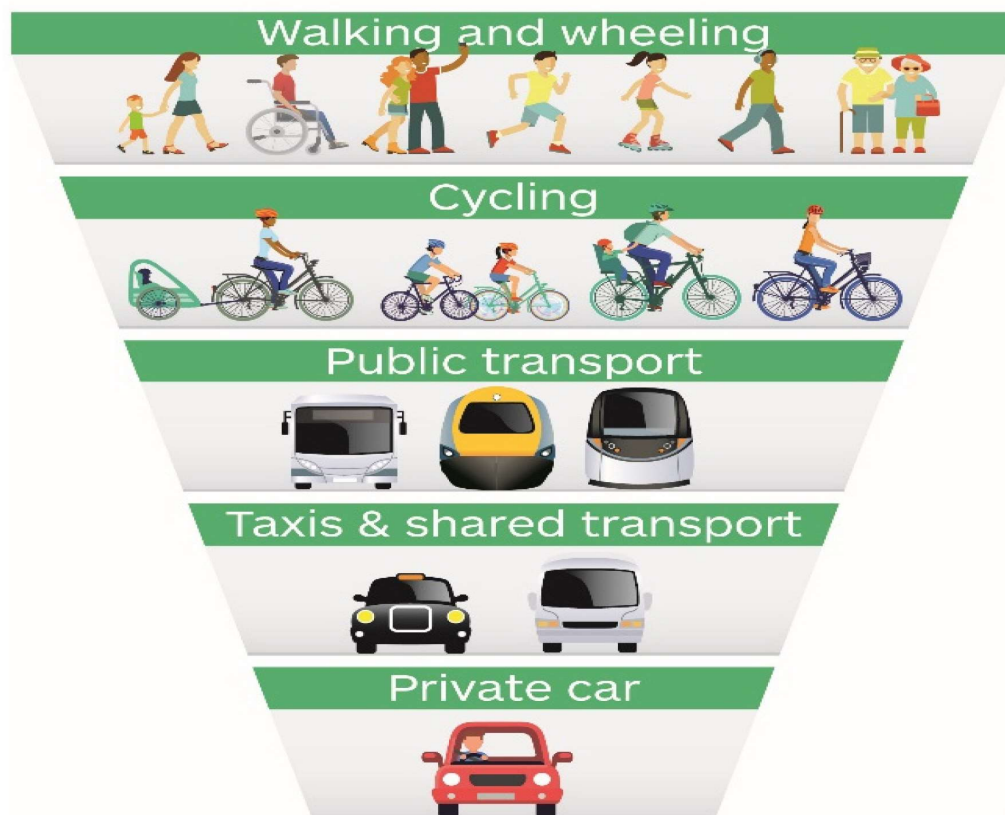 Walking and wheeling
Cycling
Public transport
Taxis & shared transport
Private car